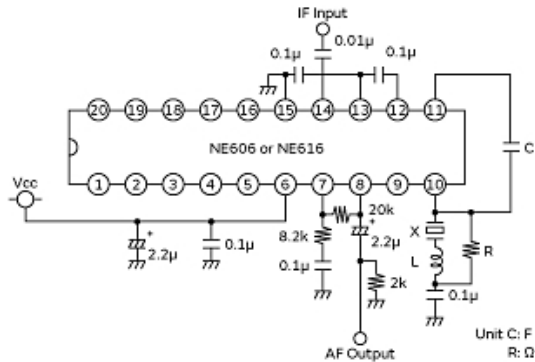 IF Input
0.01μ
0.1μ
0.1μ
20 19 18 17 16 15 14 13 12 11
NE606 or NE616
C
Vcc
1 2 3 4 5 6 7 8 9 10
+
2.2μ
0.1μ
8.2k
0.1μ
20k
+
2.2μ
2k
X
L
R
0.1μ
AF Output
Unit C: F
R: Ω